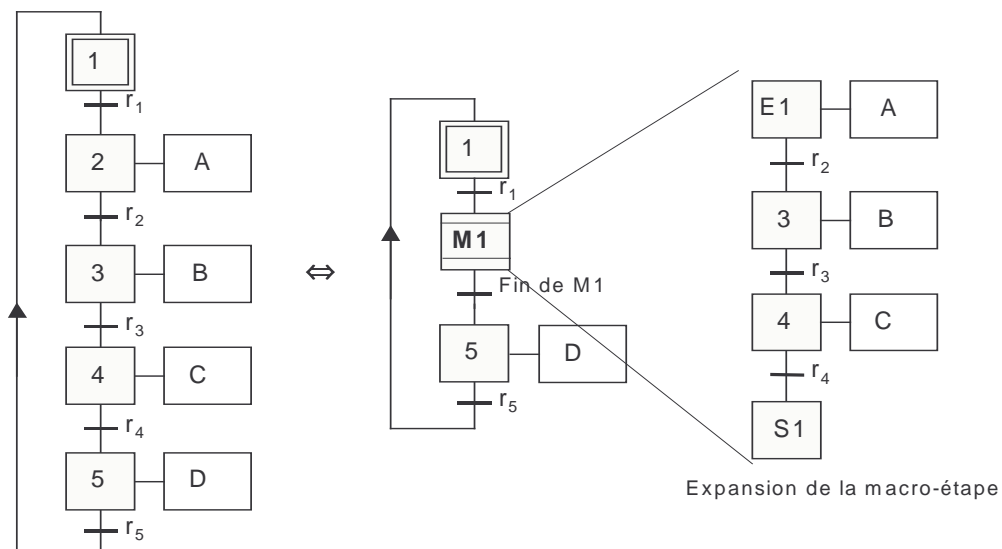 1
r1
2 A
r2
3 B
r3
4 C
r4
5 D
r5
⇔
1
r1
M1
Fin de M1
5 D
r5
E1 A
r2
3 B
r3
4 C
r4
S1
Expansion de la macro-étape